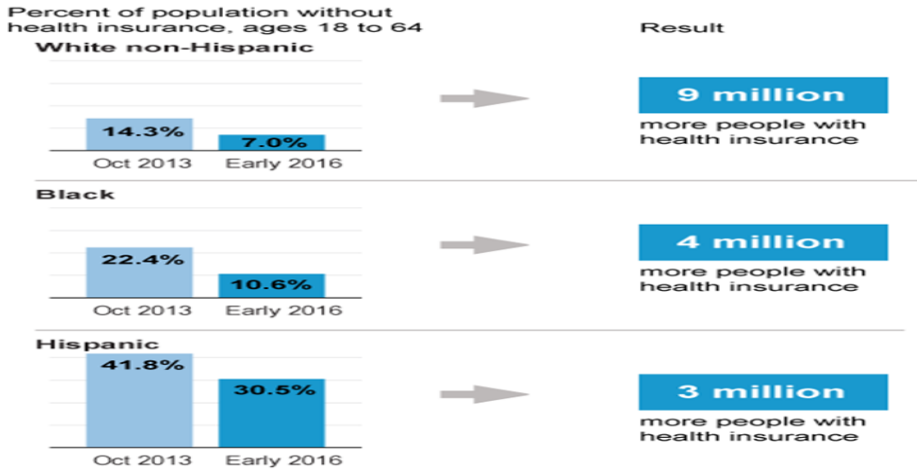 Percent of population without
health insurance, ages 18 to 64
Result
White non-Hispanic
14.3%
7.0%
Oct 2013
Early 2016
9 million
more people with
health insurance
Black
22.4%
10.6%
Oct 2013
Early 2016
4 million
more people with
health insurance
Hispanic
41.8%
30.5%
Oct 2013
Early 2016
3 million
more people with
health insurance